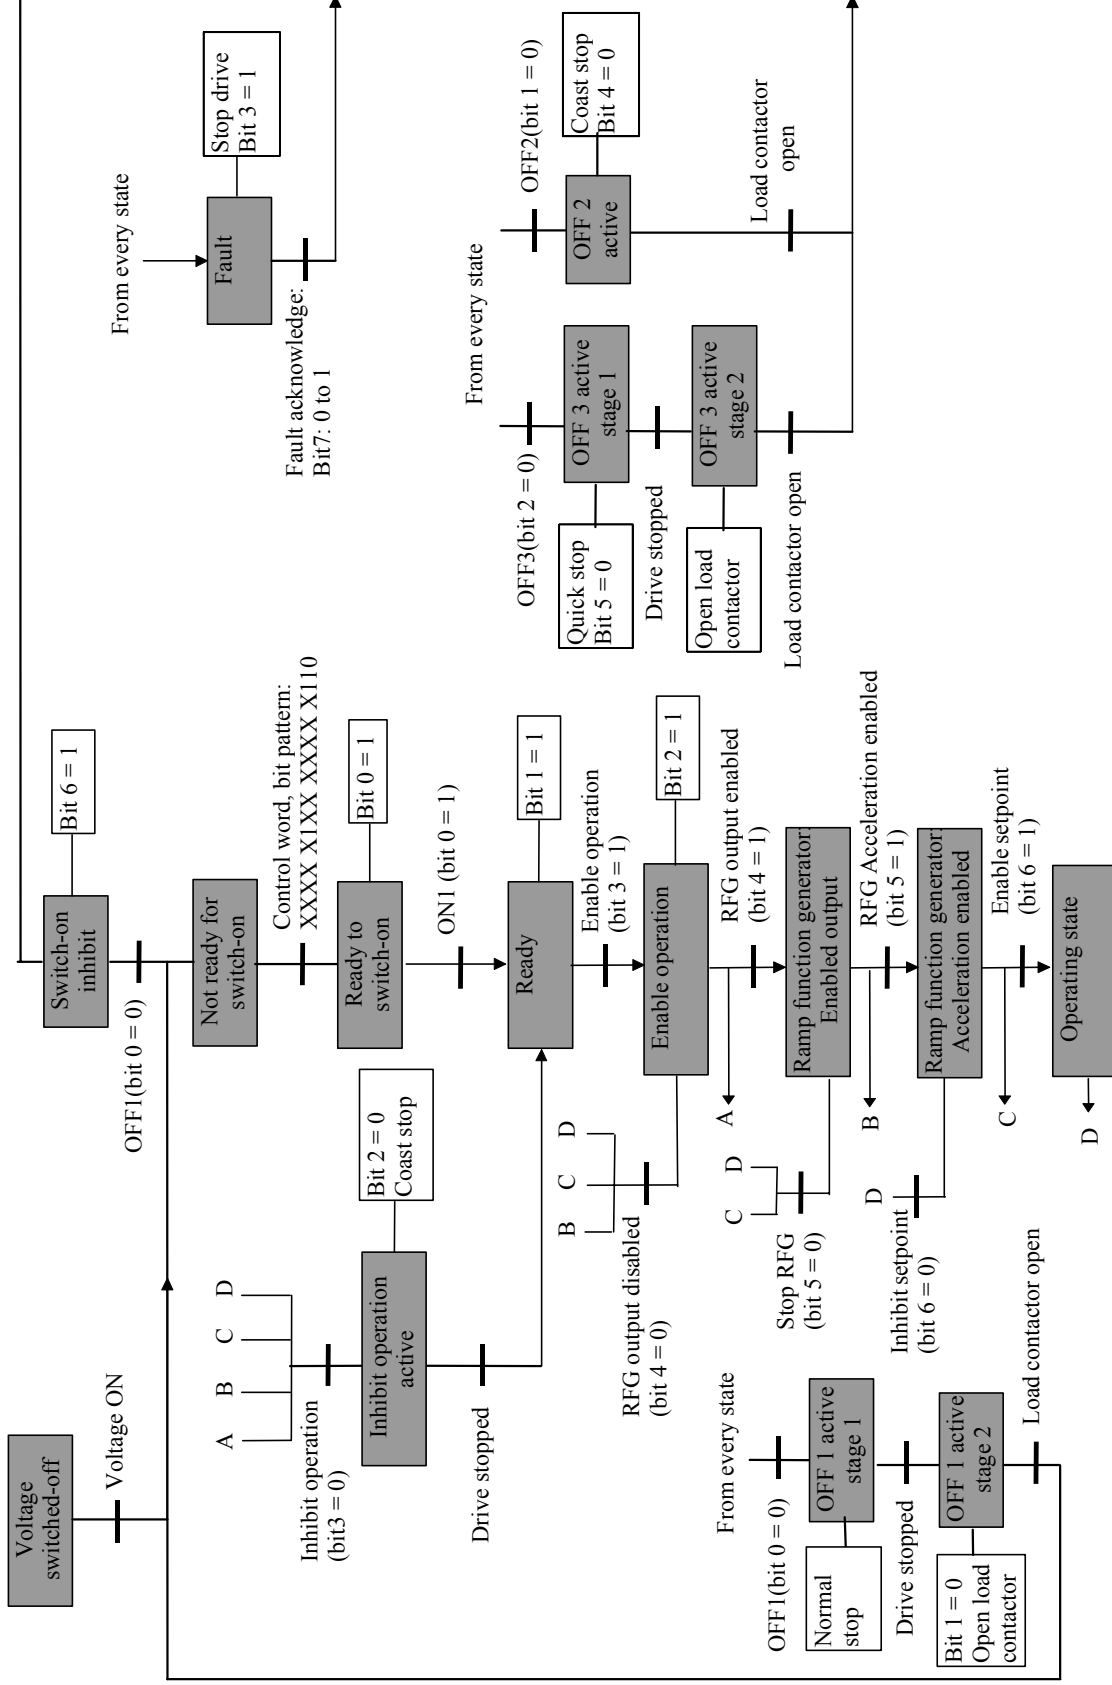 Voltage
switched-off
Voltage ON
Switch-on
inhibit
Bit 6 = 1
OFF1(bit 0 = 0)
Not ready for
switch-on
Control word, bit pattern:
XXXX X1XX XXXX X110
Ready to
switch-on
Bit 0 = 1
ON1 (bit 0 = 1)
Ready
Bit 1 = 1
Enable operation
(bit 3 = 1)
Enable operation
Bit 2 = 1
RFG output enabled
(bit 4 = 1)
A
Ramp function generator:
Enabled output
RFG Acceleration enabled
(bit 5 = 1)
B
Ramp function generator:
Acceleration enabled
Enable setpoint
(bit 6 = 1)
C
Operating state
D
A B C D
Inhibit operation
(bit3 = 0)
Inhibit operation
active
Bit 2 = 0
Coast stop
Drive stopped
B C D
RFG output disabled
(bit 4 = 0)
C D
Stop RFG
(bit 5 = 0)
D
Inhibit setpoint
(bit 6 = 0)
From every state
OFF1(bit 0 = 0)
OFF 1 active
stage 1
Normal
stop
Drive stopped
OFF 1 active
stage 2
Bit 1 = 0
Open load
contactor
Load contactor open
From every state
Fault
Stop drive
Bit 3 = 1
Fault acknowledge:
Bit7: 0 to 1
From every state
OFF3(bit 2 = 0)
OFF 3 active
stage 1
Quick stop
Bit 5 = 0
Drive stopped
OFF 3 active
stage 2
Open load
contactor
Load contactor open
OFF2(bit 1 = 0)
OFF 2
active
Coast stop
Bit 4 = 0
Load contactor
open